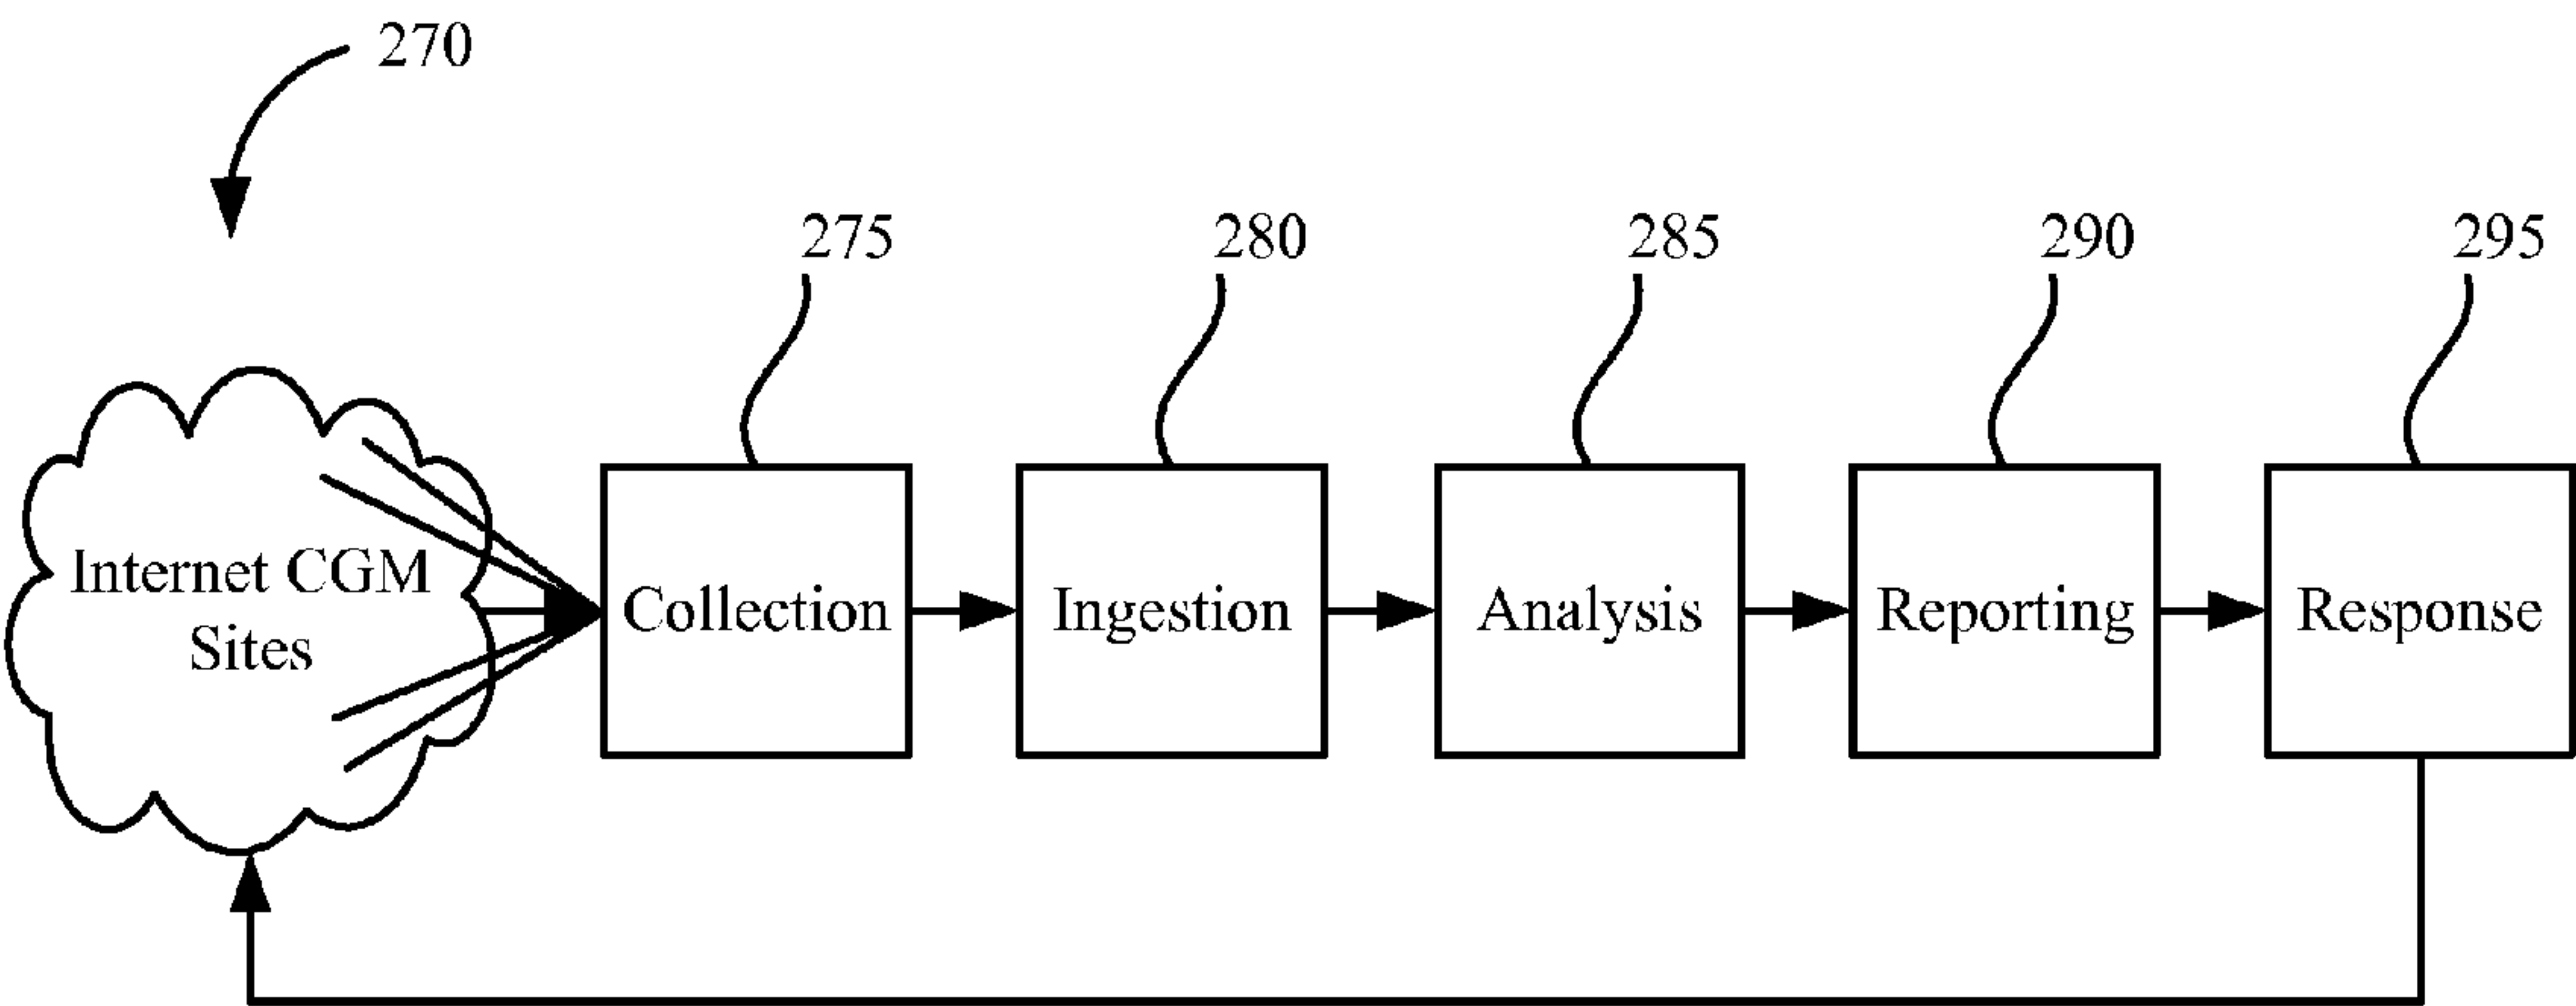 270
275
280
285
290
295
Internet CGM
Sites
Collection
Ingestion
Analysis
Reporting
Response